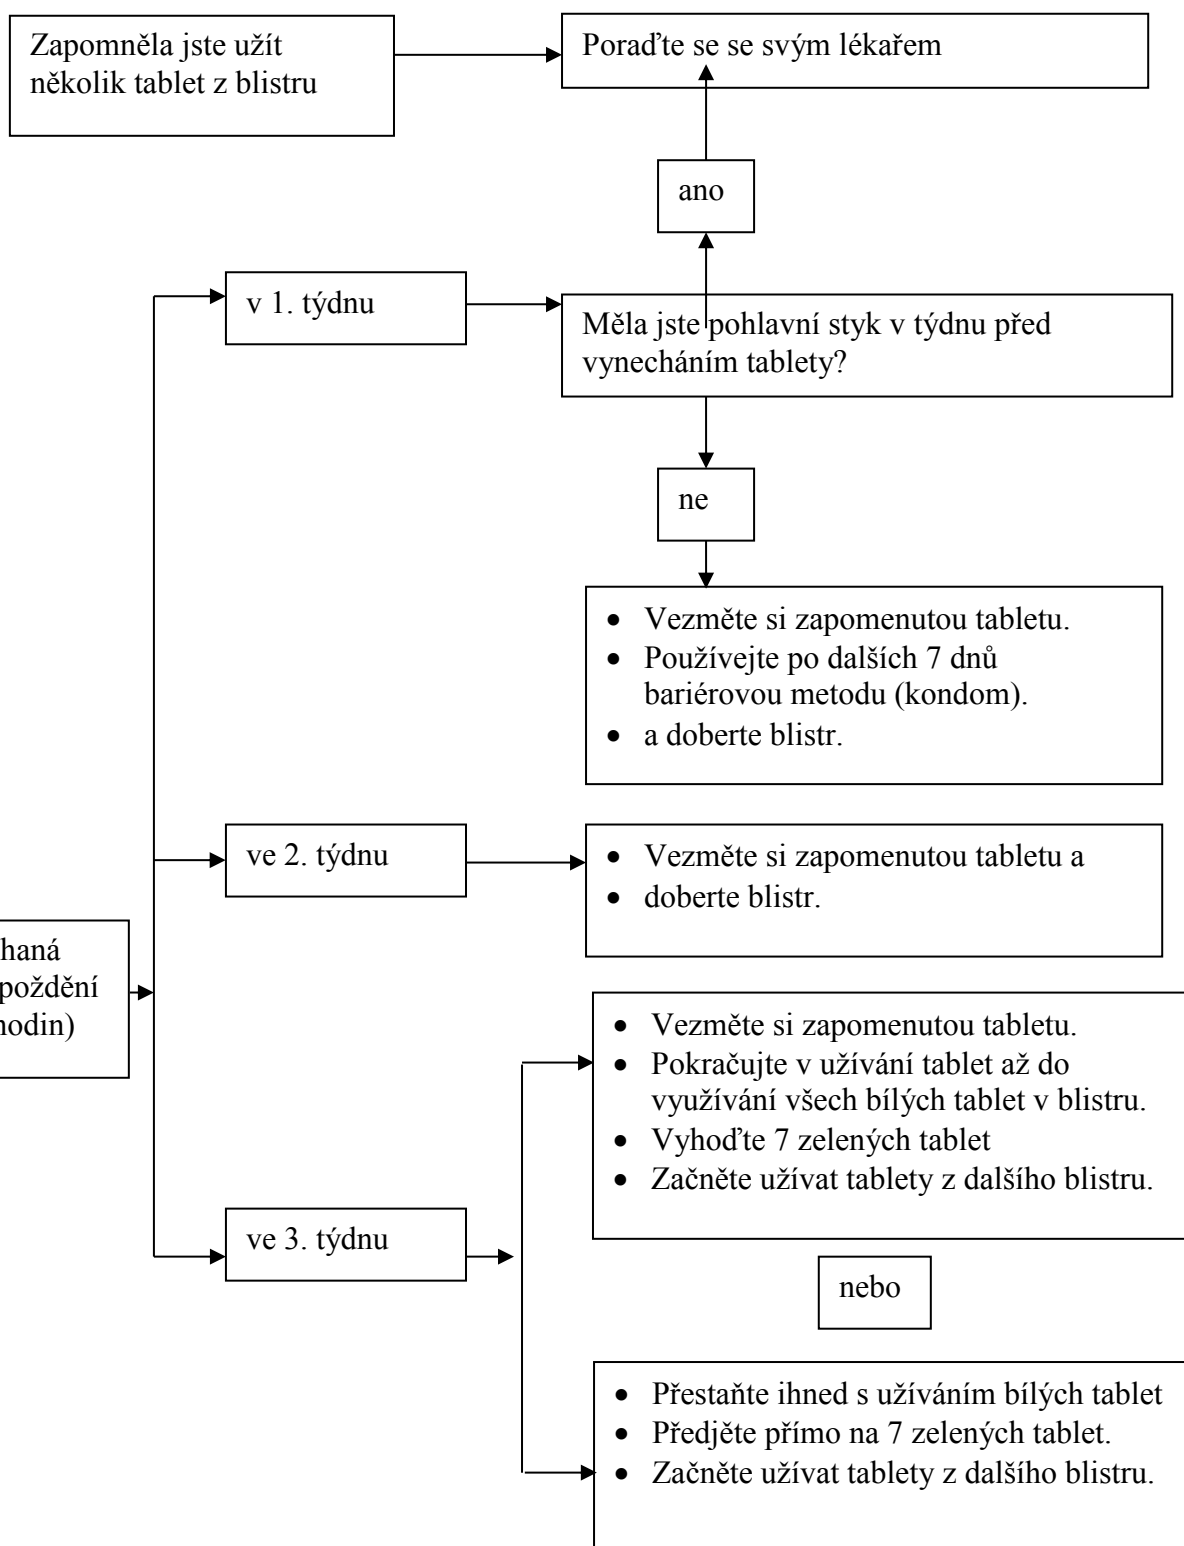 Zapomněla jste užít
několik tablet z blistru
Poraďte se se svým lékařem
ano
v 1. týdnu
Měla jste pohlavní styk v týdnu před
vynecháním tablety?
ne
• Vezměte si zapomenutou tabletu.
• Používejte po dalších 7 dnů
bariérovou metodu (kondom).
• a doberte blistr.
ve 2. týdnu
• Vezměte si zapomenutou tabletu a
• doberte blistr.
haná
poždění
hodin)
• Vezměte si zapomenutou tabletu.
• Pokračujte v užívání tablet až do
využívání všech bílých tablet v blistru.
• Vyhoďte 7 zelených tablet
• Začněte užívat tablety z dalšího blistru.
ve 3. týdnu
nebo
• Přestaňte ihned s užíváním bílých tablet
• Předjěte přímo na 7 zelených tablet.
• Začněte užívat tablety z dalšího blistru.